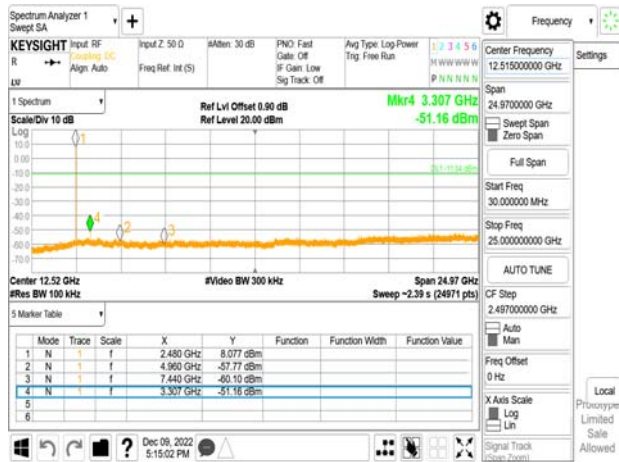 Spectrum Analyzer 1
Swept SA
Frequency
KEYSIGHT
Input: RF
Coupling: DC
Align: Auto
Input Z: 50 Ω
Freq Ref: Int (S)
#Atten: 30 dB
PNO: Fast
Gate: Off
IF Gain: Low
Sig Track: Off
Avg Type: Log-Power
Trig: Free Run
1 2 3 4 5 6
M W W W W W
P N N N N N
R
LXI
Center Frequency
12.515000000 GHz
Settings
1 Spectrum
Scale/Div 10 dB
Ref Lvl Offset 0.90 dB
Ref Level 20.00 dBm
Mkr4 3.307 GHz
-51.16 dBm
Span
24.9700000 GHz
Swept Span
Zero Span
Full Span
Start Freq
30.000000 MHz
Stop Freq
25.000000000 GHz
AUTO TUNE
CF Step
2.497000000 GHz
Auto
Man
Freq Offset
0 Hz
X Axis Scale
Log
Lin
Signal Track
(Span Zoom)
Local
Prototype
Limited
Sale
Allowed
Log
10.0
0.00
-10.0
-20.0
-30.0
-40.0
-50.0
-60.0
-70.0
1
4
2
3
Center 12.52 GHz
#Res BW 100 kHz
#Video BW 300 kHz
Span 24.97 GHz
Sweep ~2.39 s (24971 pts)
5 Marker Table
Mode Trace Scale X Y Function Function Width Function Value
1 N 1 f 2.480 GHz 8.077 dBm
2 N 1 f 4.960 GHz -57.77 dBm
3 N 1 f 7.440 GHz -60.10 dBm
4 N 1 f 3.307 GHz -51.16 dBm
5
6
?
Dec 09, 2022
5:15:02 PM